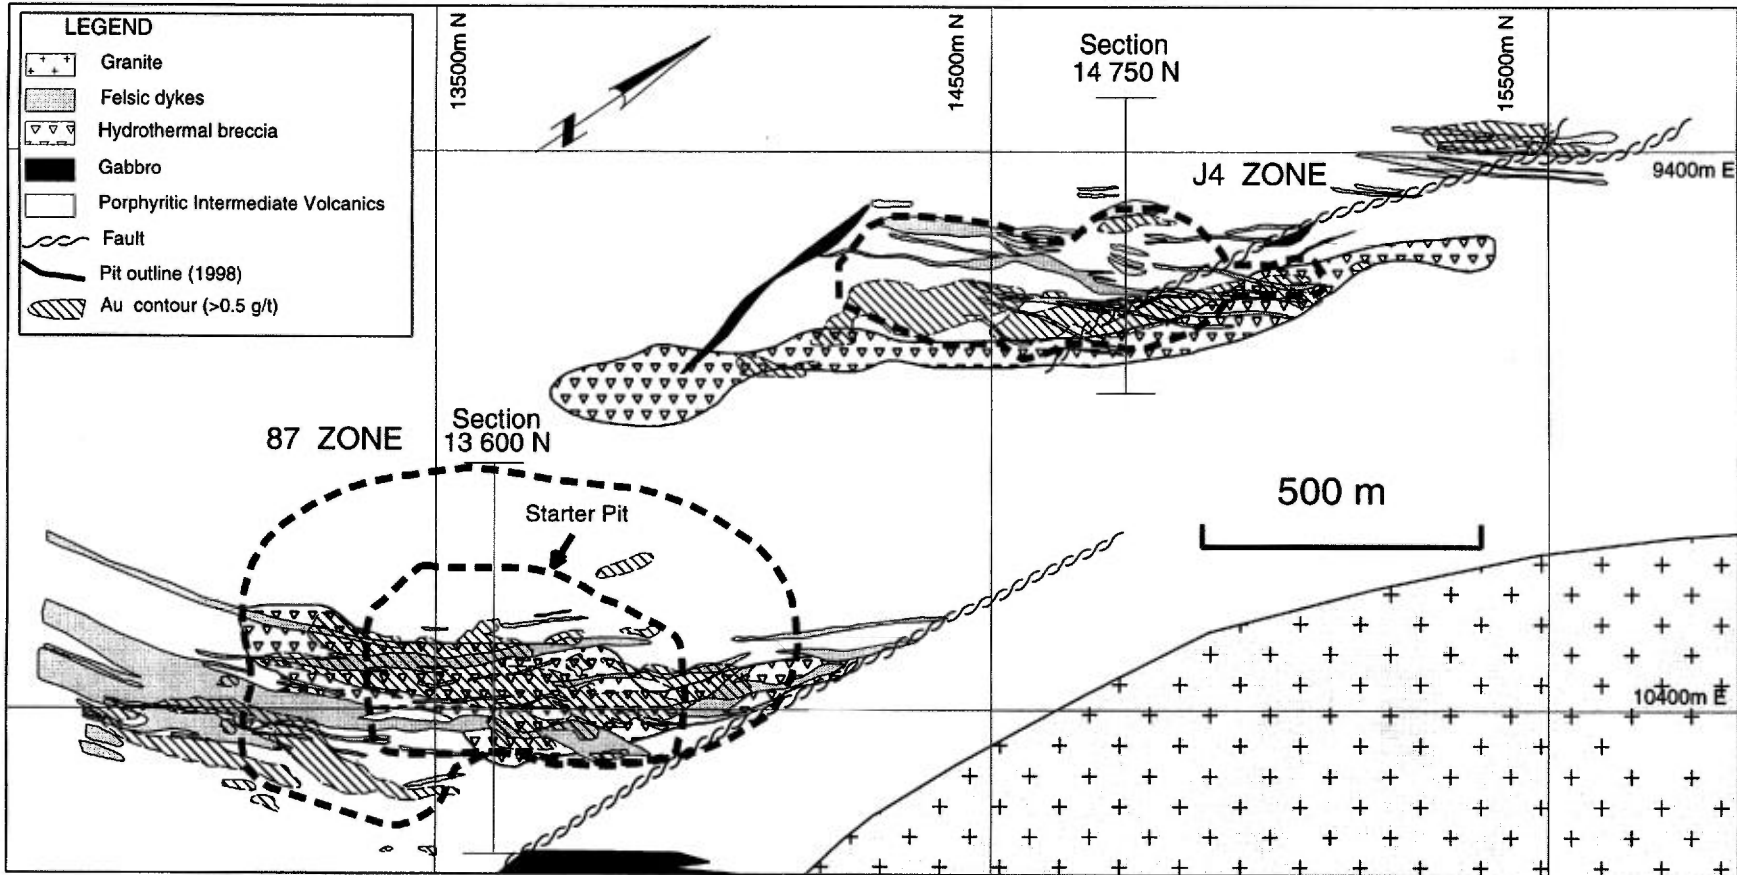 LEGEND
Granite
Felsic dykes
Hydrothermal breccia
Gabbro
Porphyritic Intermediate Volcanics
Fault
Pit outline (1998)
Au contour (>0.5 g/t)
N
13500m N
14500m N
15500m N
Section
14 750 N
J4 ZONE
9400m E
87 ZONE
Section
13 600 N
Starter Pit
500 m
10400m E